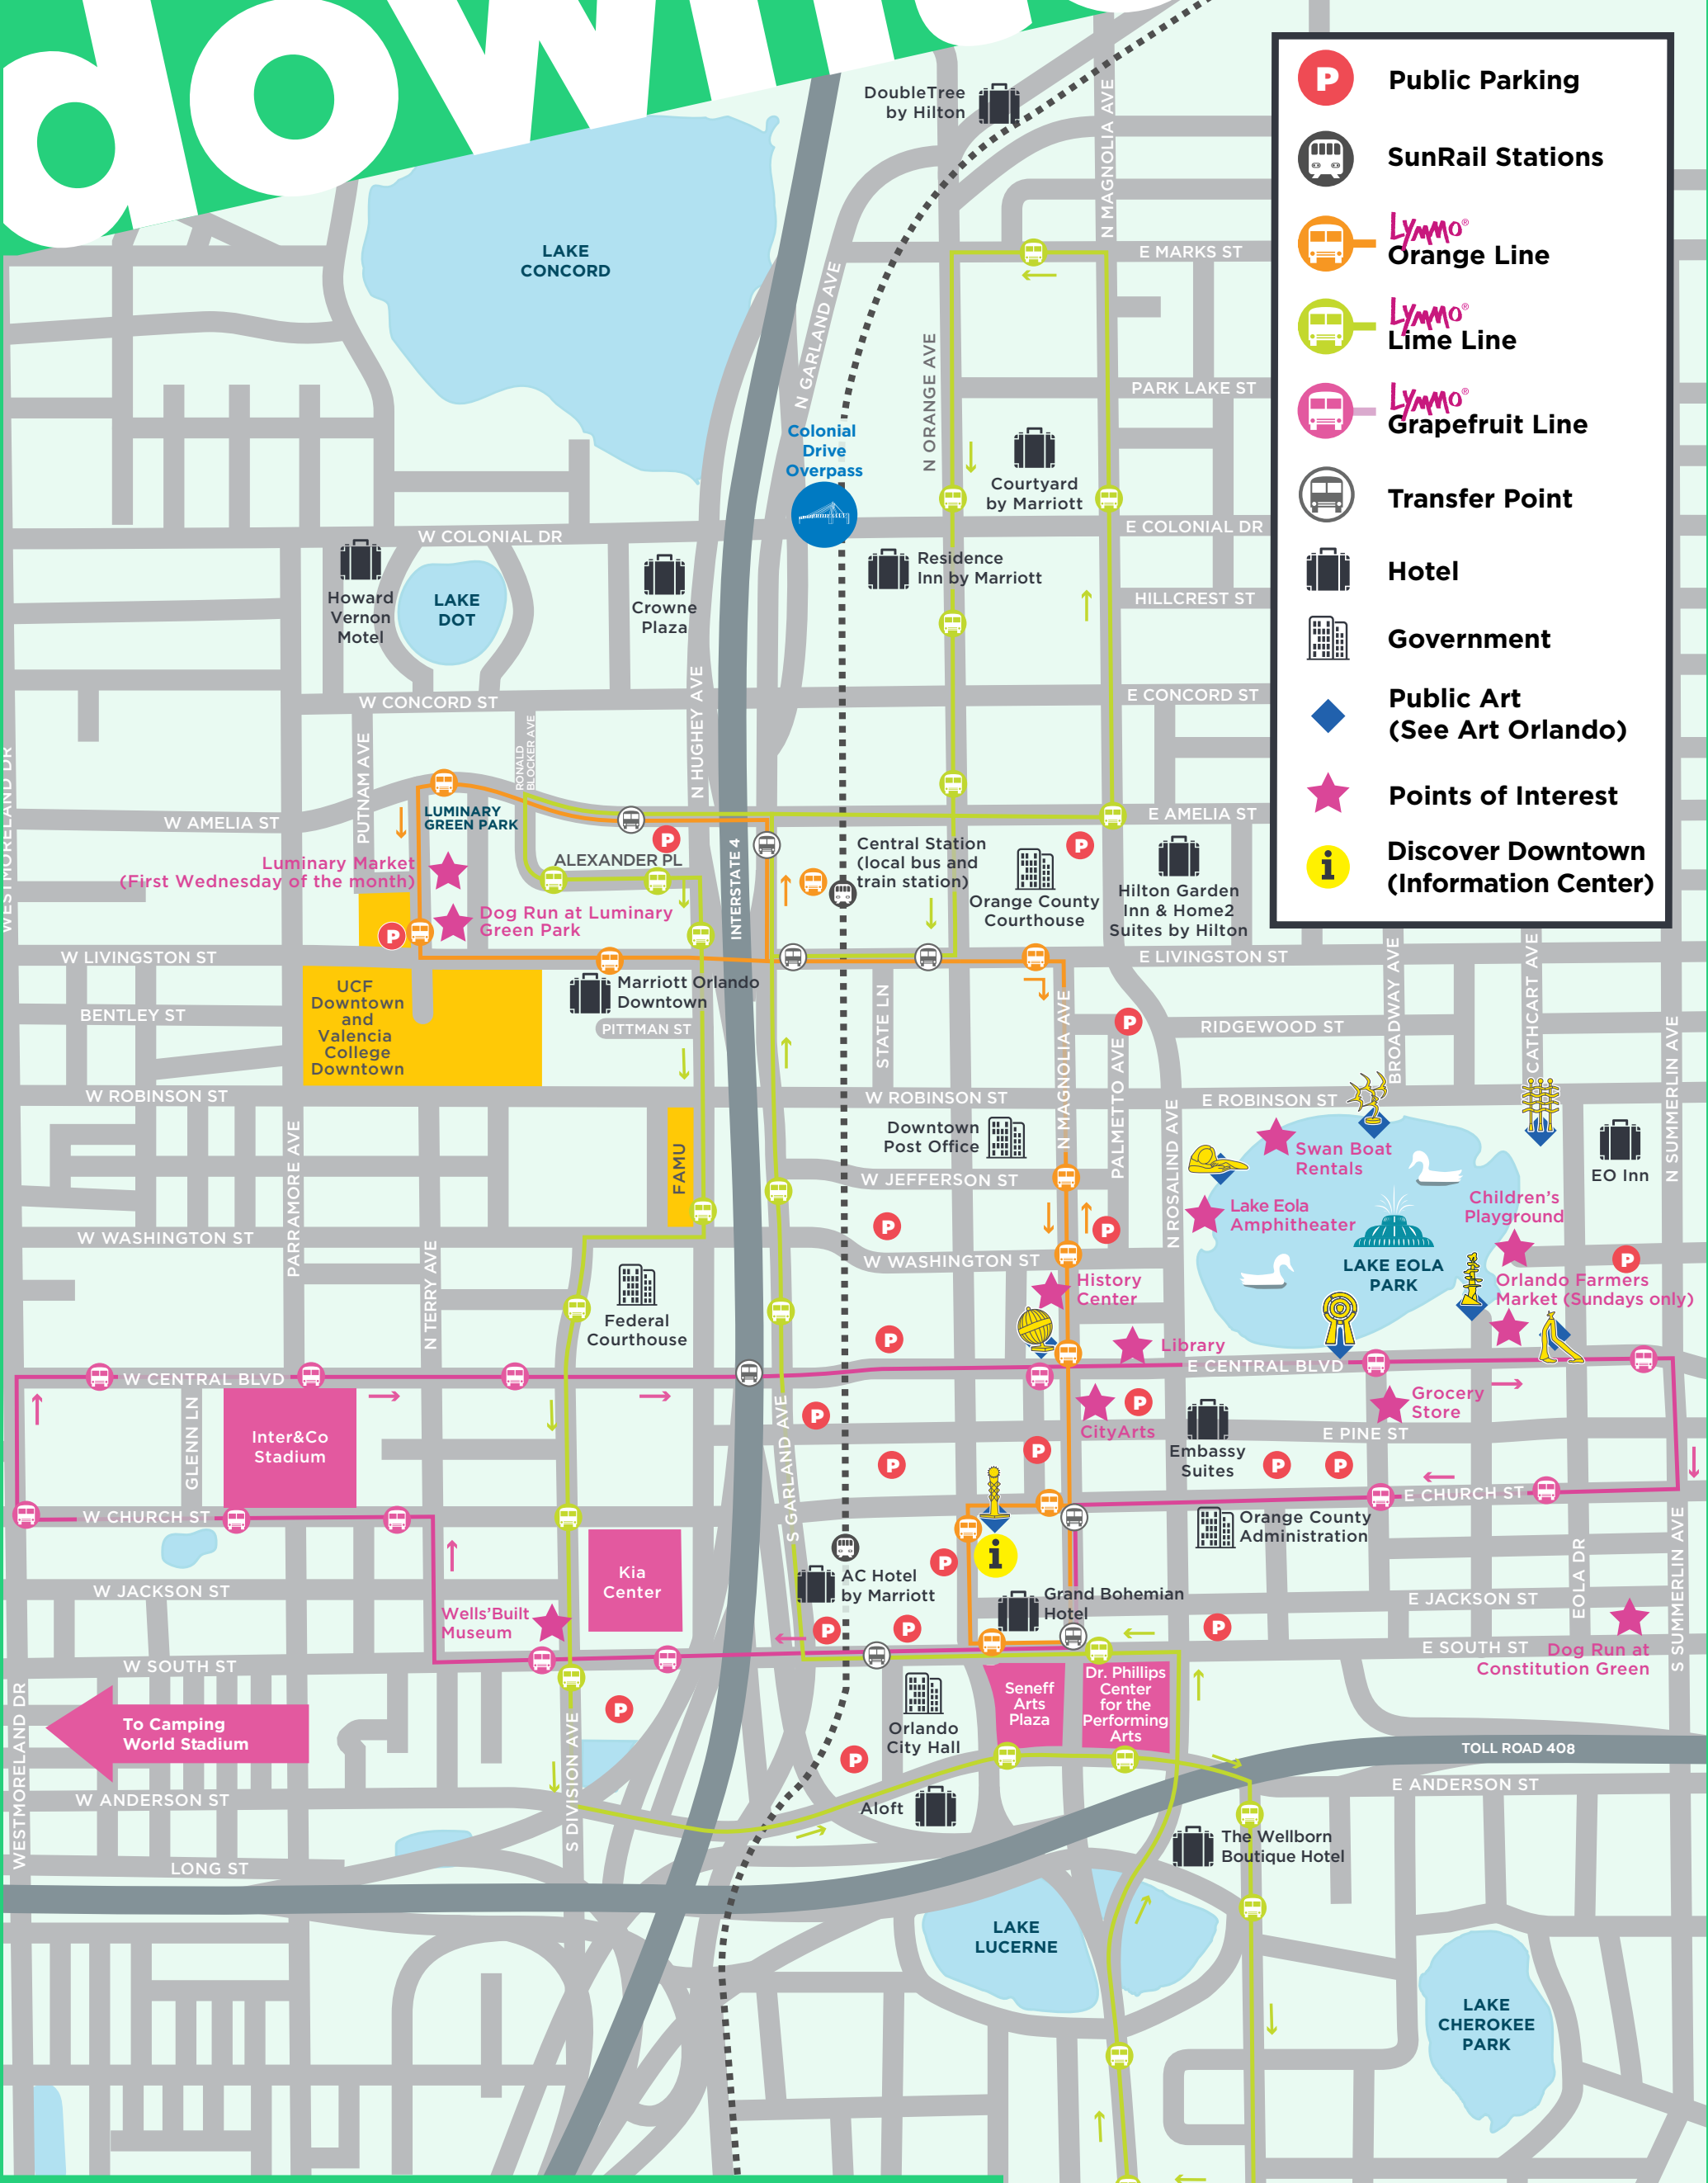 Public Parking
SunRail Stations
Lymmo®
Orange Line
Lymmo®
Lime Line
Lymmo®
Grapefruit Line
Transfer Point
Hotel
Government
Public Art
(See Art Orlando)
Points of Interest
Discover Downtown
(Information Center)
DoubleTree
by Hilton
N MAGNOLIA AVE
LAKE
CONCORD
E MARKS ST
N GARLAND AVE
N ORANGE AVE
PARK LAKE ST
Colonial
Drive
Overpass
Courtyard
by Marriott
W COLONIAL DR
E COLONIAL DR
Residence
Inn by Marriott
Howard
Vernon
Motel
LAKE
DOT
Crowne
Plaza
HILLCREST ST
W CONCORD ST
E CONCORD ST
N HUGHEY AVE
RONALD
BLOCKER AVE
PUTNAM AVE
WESTMORELAND DR
LUMINARY
GREEN PARK
W AMELIA ST
E AMELIA ST
INTERSTATE 4
ALEXANDER PL
Luminary Market
(First Wednesday of the month)
Central Station
(local bus and
train station)
Orange County
Courthouse
Hilton Garden
Inn & Home2
Suites by Hilton
Dog Run at Luminary
Green Park
W LIVINGSTON ST
E LIVINGSTON ST
UCF
Downtown
and
Valencia
College
Downtown
Marriott Orlando
Downtown
PITTMAN ST
BENTLEY ST
STATE LN
N MAGNOLIA AVE
PALMETTO AVE
RIDGEWOOD ST
BROADWAY AVE
CATHCART AVE
N SUMMERLIN AVE
W ROBINSON ST
W ROBINSON ST
E ROBINSON ST
Downtown
Post Office
N ROSALIND AVE
Swan Boat
Rentals
EO Inn
PARRAMORE AVE
FAMU
W JEFFERSON ST
Lake Eola
Amphitheater
Children's
Playground
W WASHINGTON ST
W WASHINGTON ST
N TERRY AVE
LAKE EOLA
PARK
Federal
Courthouse
History
Center
Orlando Farmers
Market (Sundays only)
Library
W CENTRAL BLVD
E CENTRAL BLVD
GLENN LN
Inter&Co
Stadium
S GARLAND AVE
CityArts
Grocery
Store
E PINE ST
Embassy
Suites
W CHURCH ST
E CHURCH ST
Orange County
Administration
Kia
Center
AC Hotel
by Marriott
Grand Bohemian
Hotel
W JACKSON ST
E JACKSON ST
EOLA DR
S SUMMERLIN AVE
Wells'Built
Museum
W SOUTH ST
E SOUTH ST
Dog Run at
Constitution Green
WESTMORELAND DR
To Camping
World Stadium
S DIVISION AVE
Orlando
City Hall
Seneff
Arts
Plaza
Dr. Phillips
Center
for the
Performing
Arts
TOLL ROAD 408
W ANDERSON ST
E ANDERSON ST
Aloft
The Wellborn
Boutique Hotel
LONG ST
LAKE
LUCERNE
LAKE
CHEROKEE
PARK